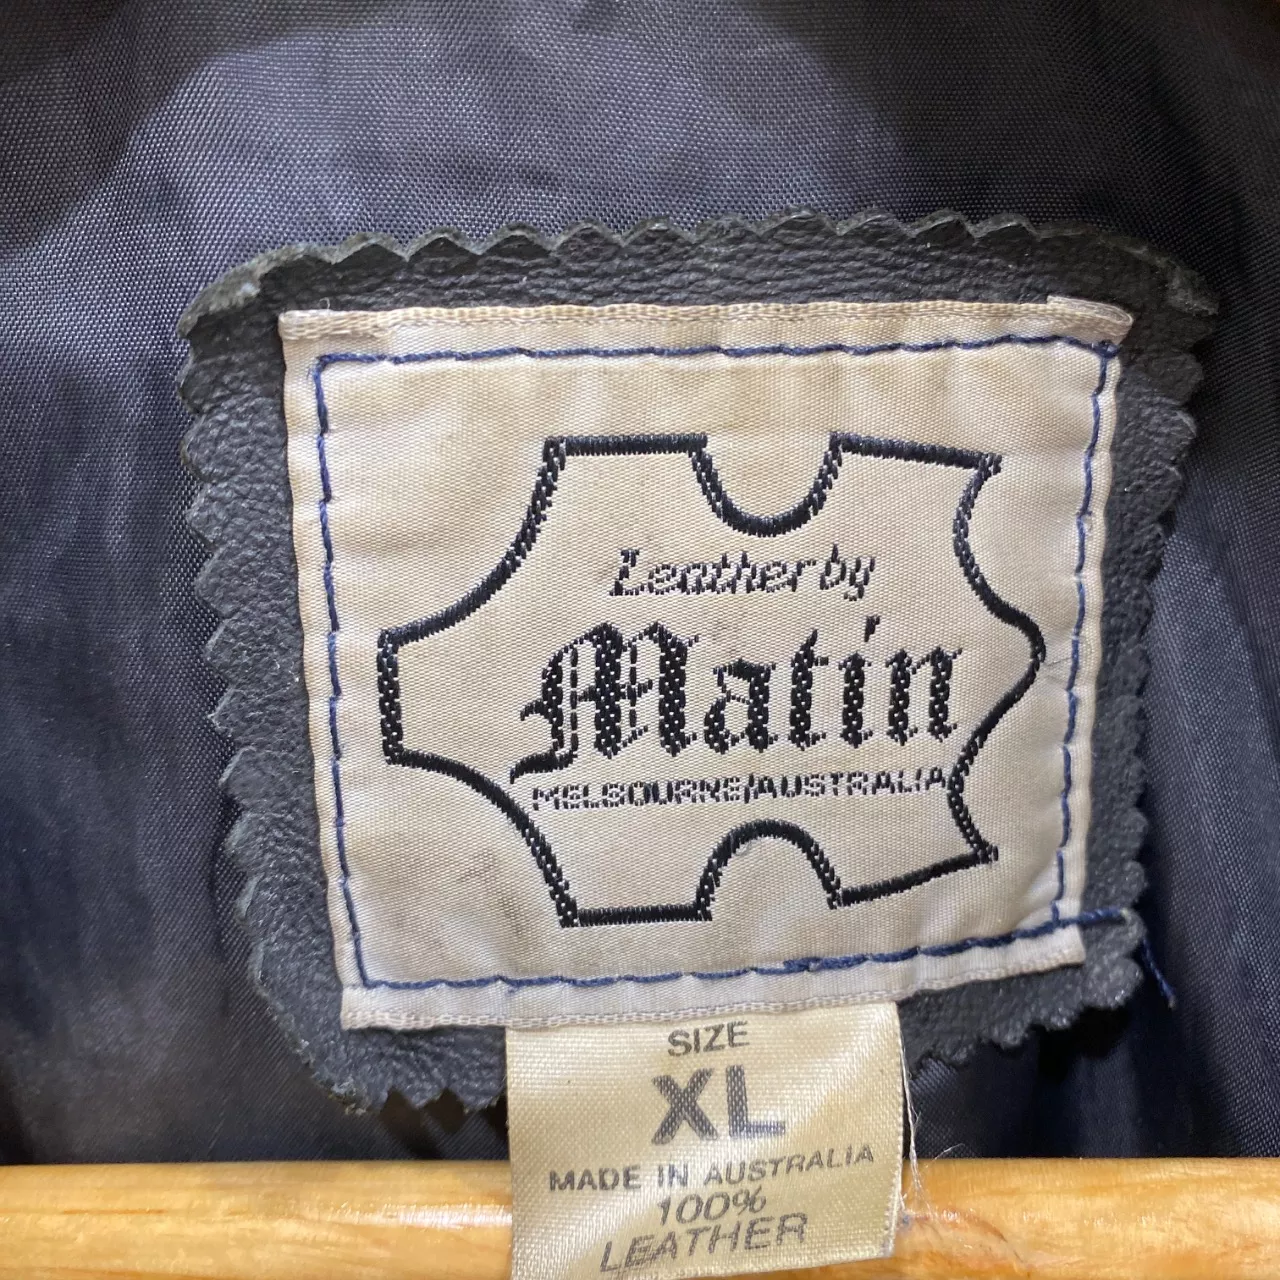 Leather by
Matin
MELBOURNE/AUSTRALIA
SIZE
XL
MADE IN AUSTRALIA
100%
LEATHER